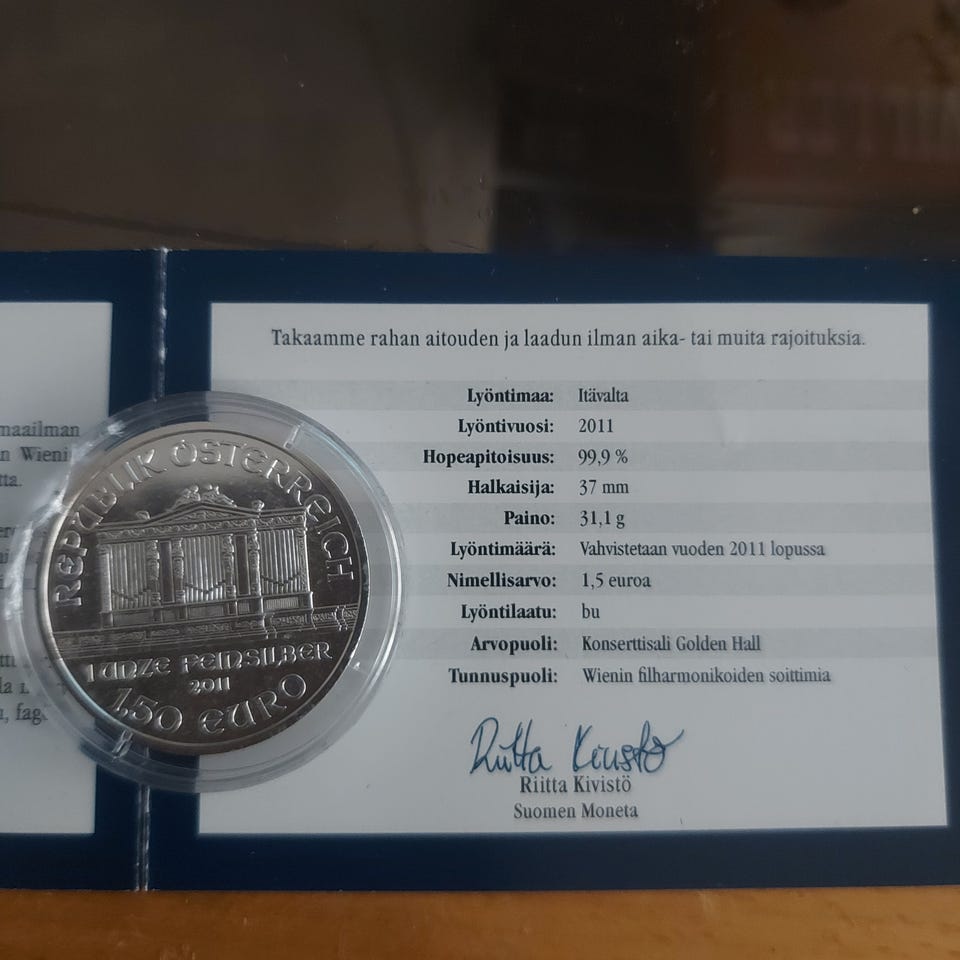 Takaamme rahan aitouden ja laadun ilman aika- tai muita rajoituksia.
Lyöntimaa: Itävalta
Lyöntivuosi: 2011
Hopeapitoisuus: 99,9 %
Halkaisija: 37 mm
Paino: 31,1 g
Lyöntimäärä: Vahvistetaan vuoden 2011 lopussa
Nimellisarvo: 1,5 euroa
Lyöntilaatu: bu
Arvopuoli: Konserttisali Golden Hall
Tunnuspuoli: Wienin filharmonikoiden soittimia
Riitta Kivistö
Riitta Kivistö
Suomen Moneta
REPUBLIK ÖSTERREICH
1 UNZE FEINSILBER
2011
1,50 EURO
maailman
n Wieni
tta.